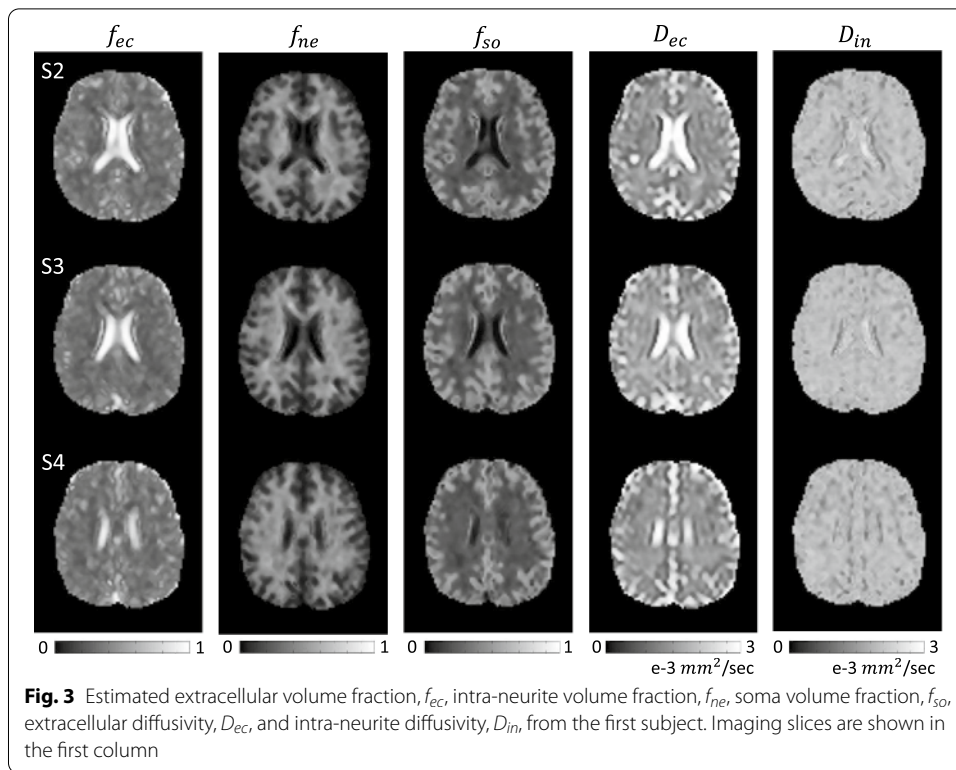 f_ec f_ne f_so D_ec D_in
S2
S3
S4
0 1 0 1 0 1 0 3 0 3
e-3 mm²/sec e-3 mm²/sec
Fig. 3 Estimated extracellular volume fraction, f_ec, intra-neurite volume fraction, f_ne, soma volume fraction, f_so,
extracellular diffusivity, D_ec, and intra-neurite diffusivity, D_in, from the first subject. Imaging slices are shown in
the first column